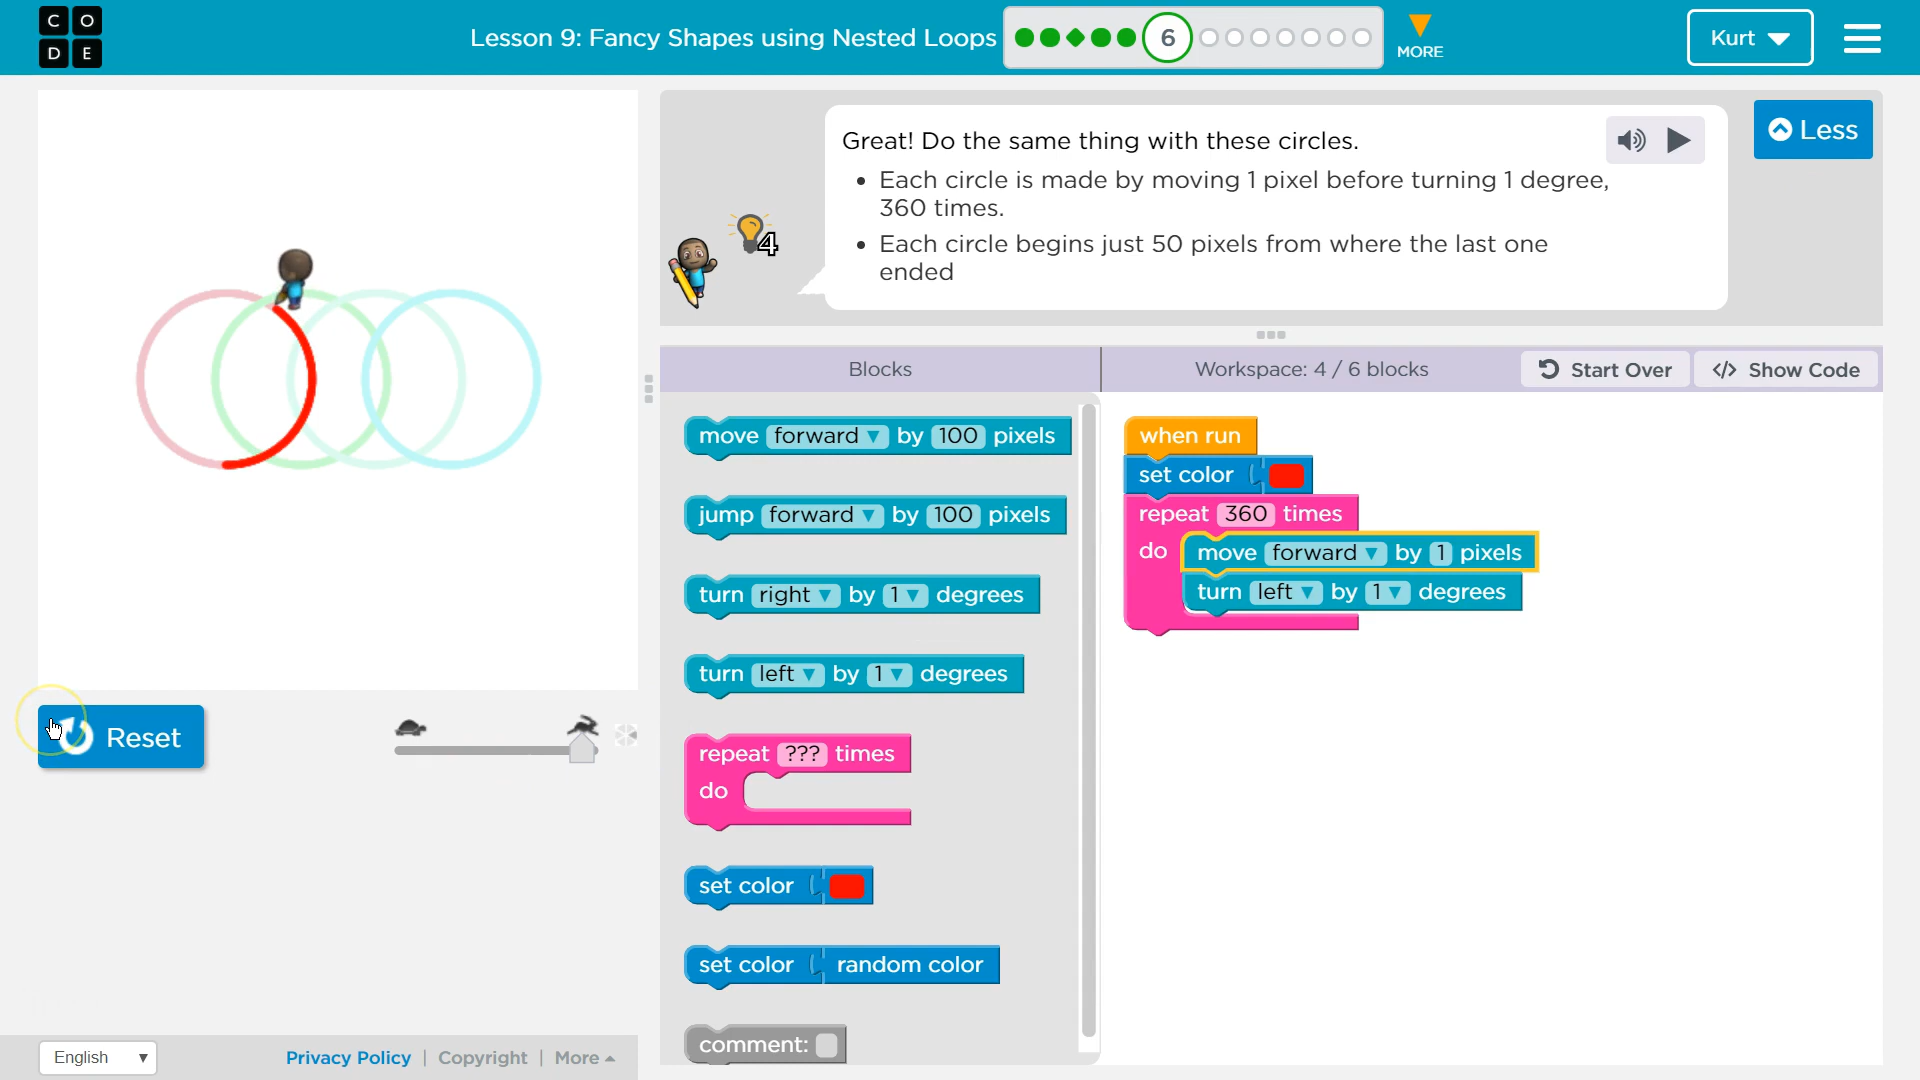 C O
D E
Lesson 9: Fancy Shapes using Nested Loops
6
MORE
Kurt
Great! Do the same thing with these circles.
• Each circle is made by moving 1 pixel before turning 1 degree,
360 times.
• Each circle begins just 50 pixels from where the last one
ended
4
Less
Blocks
Workspace: 4 / 6 blocks
Start Over
</> Show Code
move forward ▼ by 100 pixels
jump forward ▼ by 100 pixels
turn right ▼ by 1 ▼ degrees
turn left ▼ by 1 ▼ degrees
repeat ??? times
do
set color
set color random color
comment:
when run
set color
repeat 360 times
do move forward ▼ by 1 pixels
turn left ▼ by 1 ▼ degrees
Reset
English ▼
Privacy Policy | Copyright | More